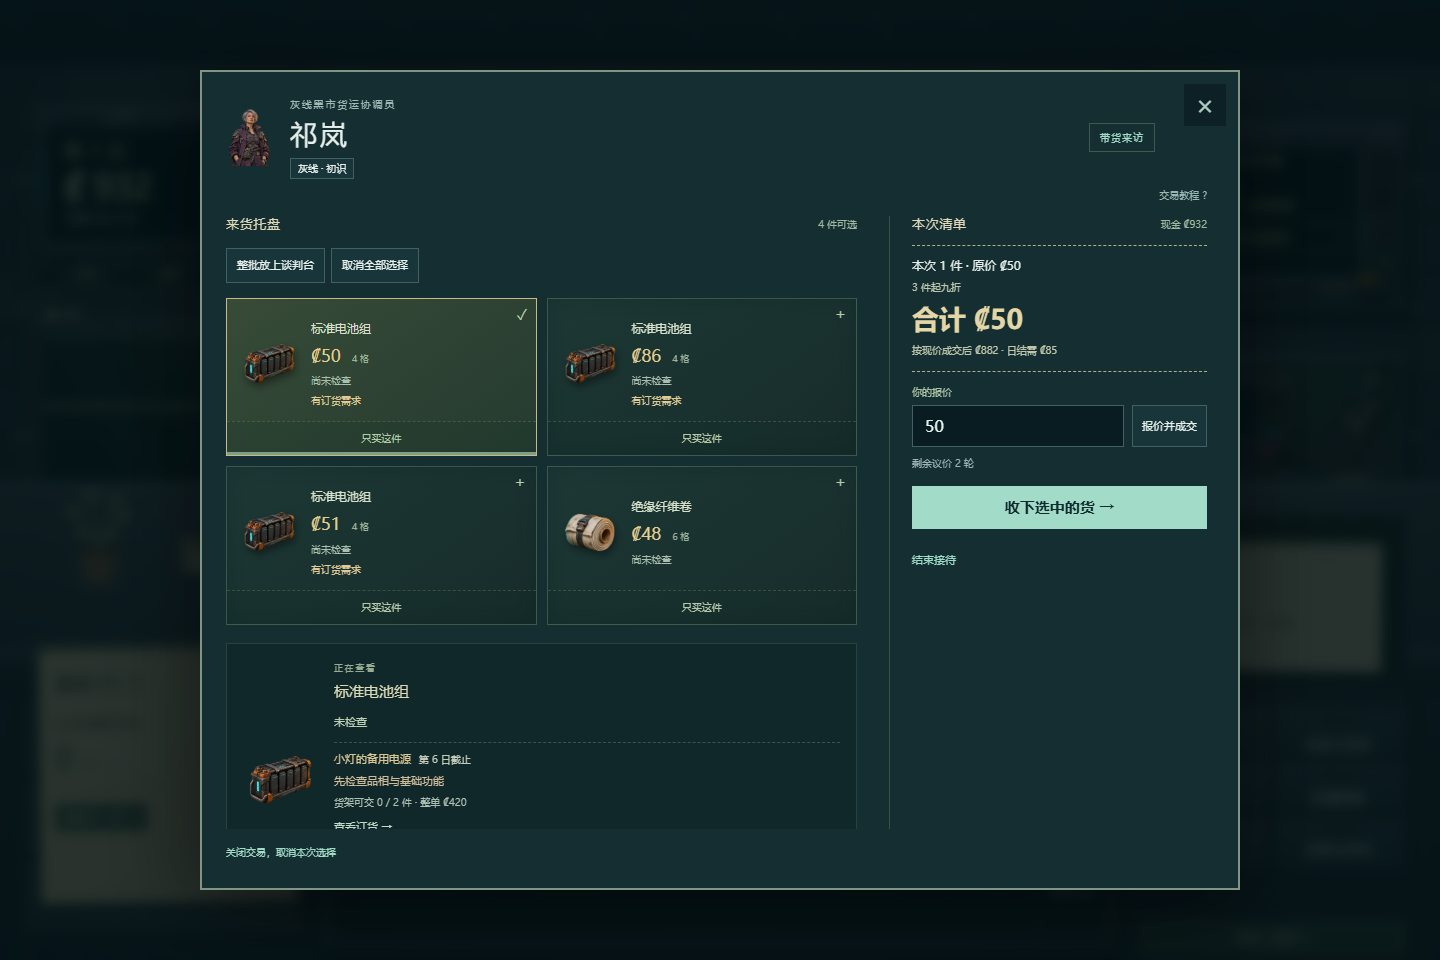 灰线黑市货运协调员
祁岚
灰线 · 初识
带货来访
×
交易教程 ?
来货托盘
4 件可选
整批放上谈判台
取消全部选择
标准电池组
₡50 4 格
尚未检查
有订货需求
只买这件
标准电池组
₡86 4 格
尚未检查
有订货需求
只买这件
标准电池组
₡51 4 格
尚未检查
有订货需求
只买这件
绝缘纤维卷
₡48 6 格
尚未检查
只买这件
正在查看
标准电池组
未检查
小灯的备用电源 第 6 日截止
先检查品相与基础功能
货架可交 0 / 2 件 · 整单 ₡420
查看订货 →
本次清单
现金 ₡932
本次 1 件 · 原价 ₡50
3 件起九折
合计 ₡50
按现价成交后 ₡882 · 日结需 ₡85
你的报价
50
报价并成交
剩余议价 2 轮
收下选中的货 →
结束接待
关闭交易，取消本次选择